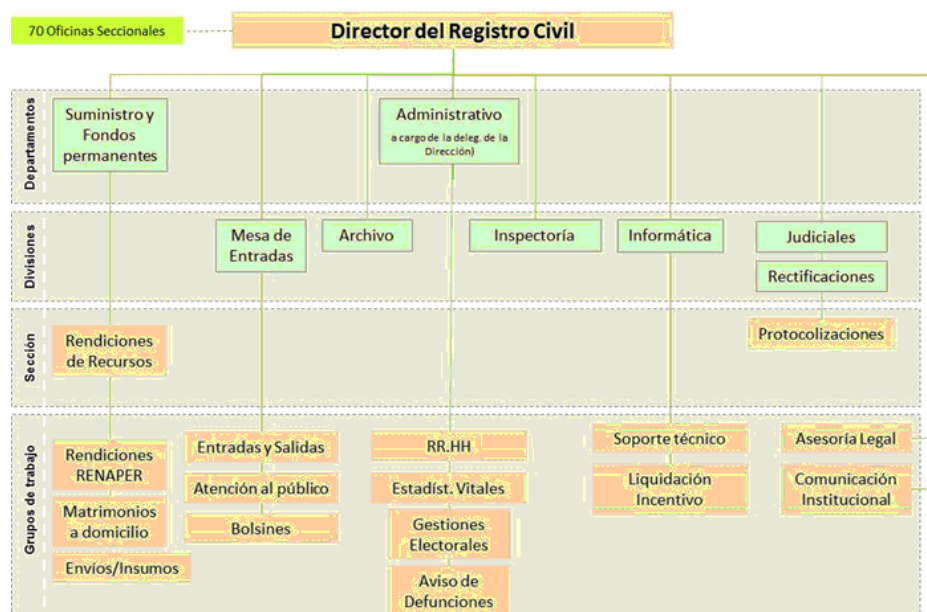 70 Oficinas Seccionales
Director del Registro Civil
Departamentos
Suministro y
Fondos
permanentes
Administrativo
a cargo de la deleg. de la
Dirección)
Divisiones
Mesa de
Entradas
Archivo
Inspectoría
Informática
Judiciales
Rectificaciones
Sección
Rendiciones
de Recursos
Protocolizaciones
Grupos de trabajo
Rendiciones
RENAPER
Matrimonios
a domicilio
Envíos/Insumos
Entradas y Salidas
Atención al público
Bolsines
RR.HH
Estadíst. Vitales
Gestiones
Electorales
Aviso de
Defunciones
Soporte técnico
Liquidación
Incentivo
Asesoría Legal
Comunicación
Institucional